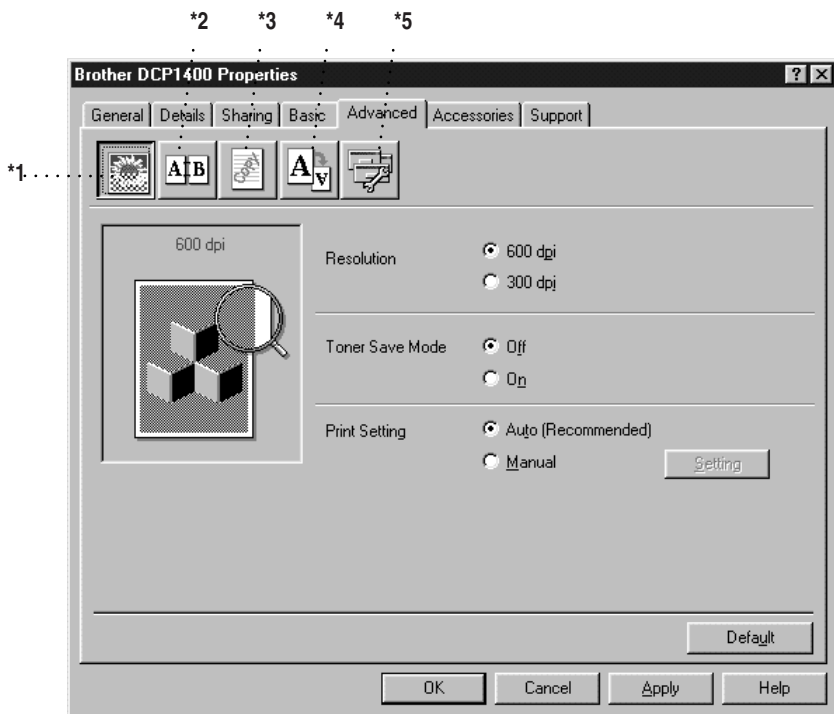 *2 *3 *4 *5
Brother DCP1400 Properties
General Details Sharing Basic Advanced Accessories Support
*1
A B Copy A A
600 dpi
Resolution
600 dpi
300 dpi
Toner Save Mode
Off
On
Print Setting
Auto (Recommended)
Manual
Setting
Default
OK Cancel Apply Help